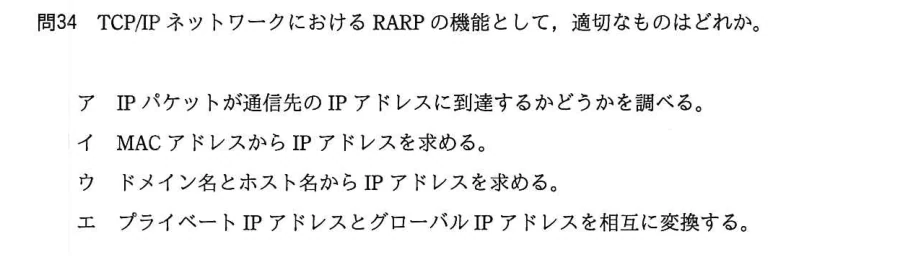 問34 TCP/IP ネットワークにおける RARP の機能として，適切なものはどれか。
ア IP パケットが通信先の IP アドレスに到達するかどうかを調べる。
イ MAC アドレスから IP アドレスを求める。
ウ ドメイン名とホスト名から IP アドレスを求める。
エ プライベート IP アドレスとグローバル IP アドレスを相互に変換する。